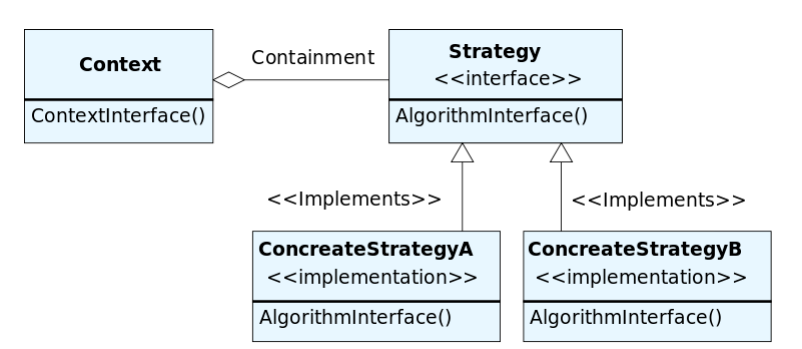 Context
ContextInterface()
Containment
Strategy
<<interface>>
AlgorithmInterface()
<<Implements>>
<<Implements>>
ConcreateStrategyA
<<implementation>>
AlgorithmInterface()
ConcreateStrategyB
<<implementation>>
AlgorithmInterface()